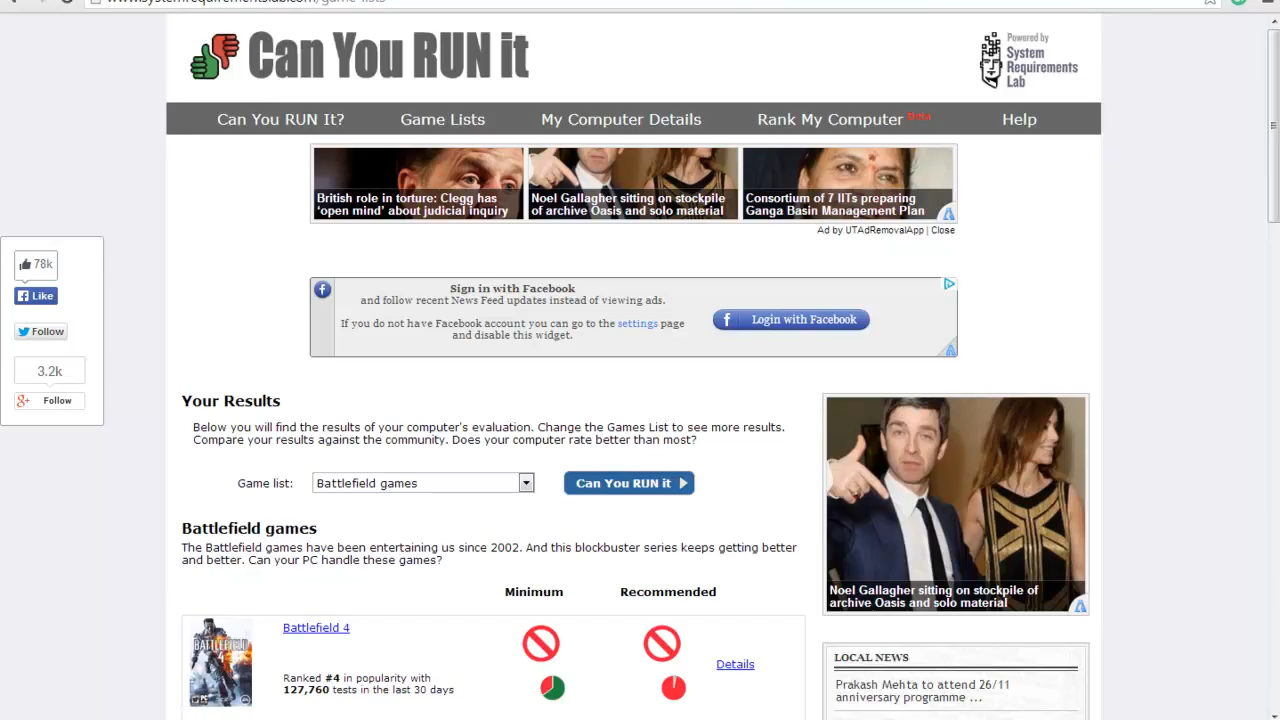 Can You RUN it
Powered by
System
Requirements
Lab
Can You RUN It?
Game Lists
My Computer Details
Rank My Computer Beta
Help
British role in torture: Clegg has
‘open mind’ about judicial inquiry
Noel Gallagher sitting on stockpile
of archive Oasis and solo material
Consortium of 7 IITs preparing
Ganga Basin Management Plan
Ad by UTAdRemovalApp | Close
78k
Like
Follow
3.2k
Follow
Sign in with Facebook
and follow recent News Feed updates instead of viewing ads.
If you do not have Facebook account you can go to the settings page
and disable this widget.
Login with Facebook
Your Results
Below you will find the results of your computer's evaluation. Change the Games List to see more results.
Compare your results against the community. Does your computer rate better than most?
Game list:
Battlefield games
Can You RUN it
Battlefield games
The Battlefield games have been entertaining us since 2002. And this blockbuster series keeps getting better
and better. Can your PC handle these games?
Minimum
Recommended
BATTLEFIELD
Battlefield 4
Ranked #4 in popularity with
127,760 tests in the last 30 days
Details
Noel Gallagher sitting on stockpile of
archive Oasis and solo material
LOCAL NEWS
Prakash Mehta to attend 26/11
anniversary programme ...